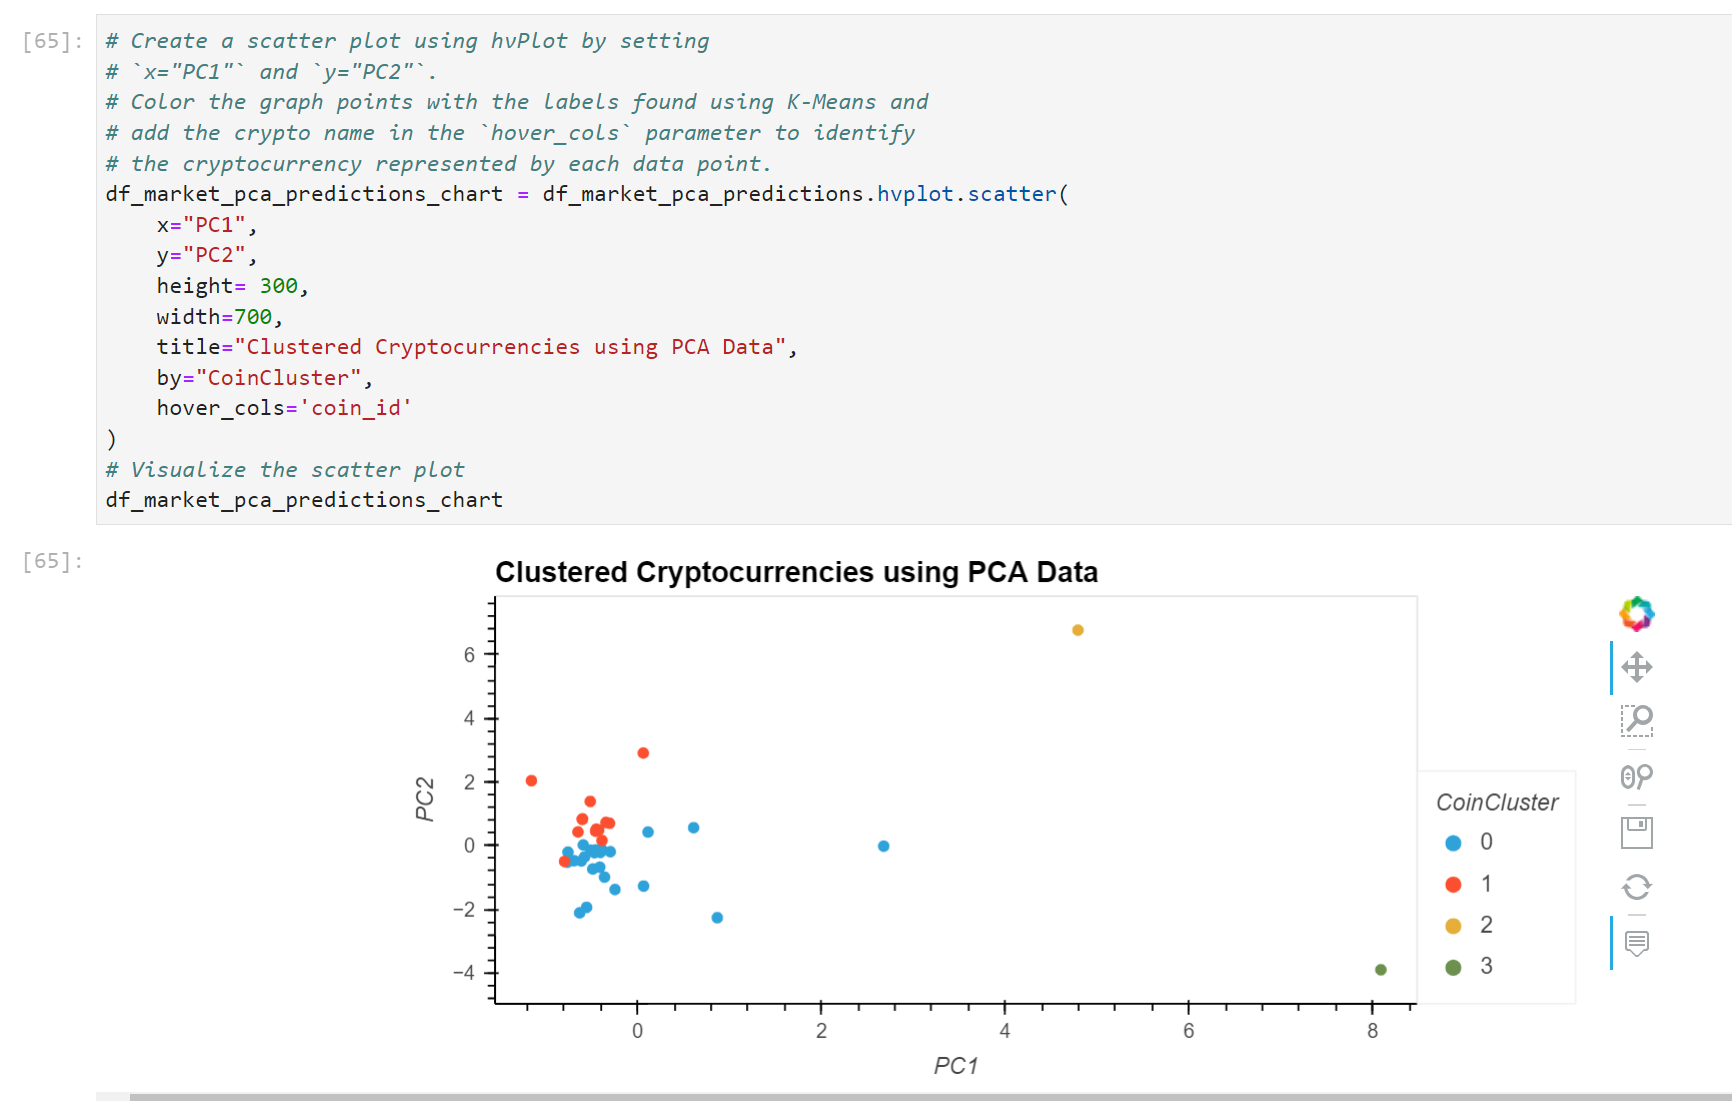 [65]:
# Create a scatter plot using hvPlot by setting
# `x="PC1"` and `y="PC2"`.
# Color the graph points with the labels found using K-Means and
# add the crypto name in the `hover_cols` parameter to identify
# the cryptocurrency represented by each data point.
df_market_pca_predictions_chart = df_market_pca_predictions.hvplot.scatter(
    x="PC1",
    y="PC2",
    height= 300,
    width=700,
    title="Clustered Cryptocurrencies using PCA Data",
    by="CoinCluster",
    hover_cols='coin_id'
)
# Visualize the scatter plot
df_market_pca_predictions_chart
[65]:
Clustered Cryptocurrencies using PCA Data
6
4
2
0
−2
−4
PC2
0 2 4 6 8
PC1
CoinCluster
0
1
2
3